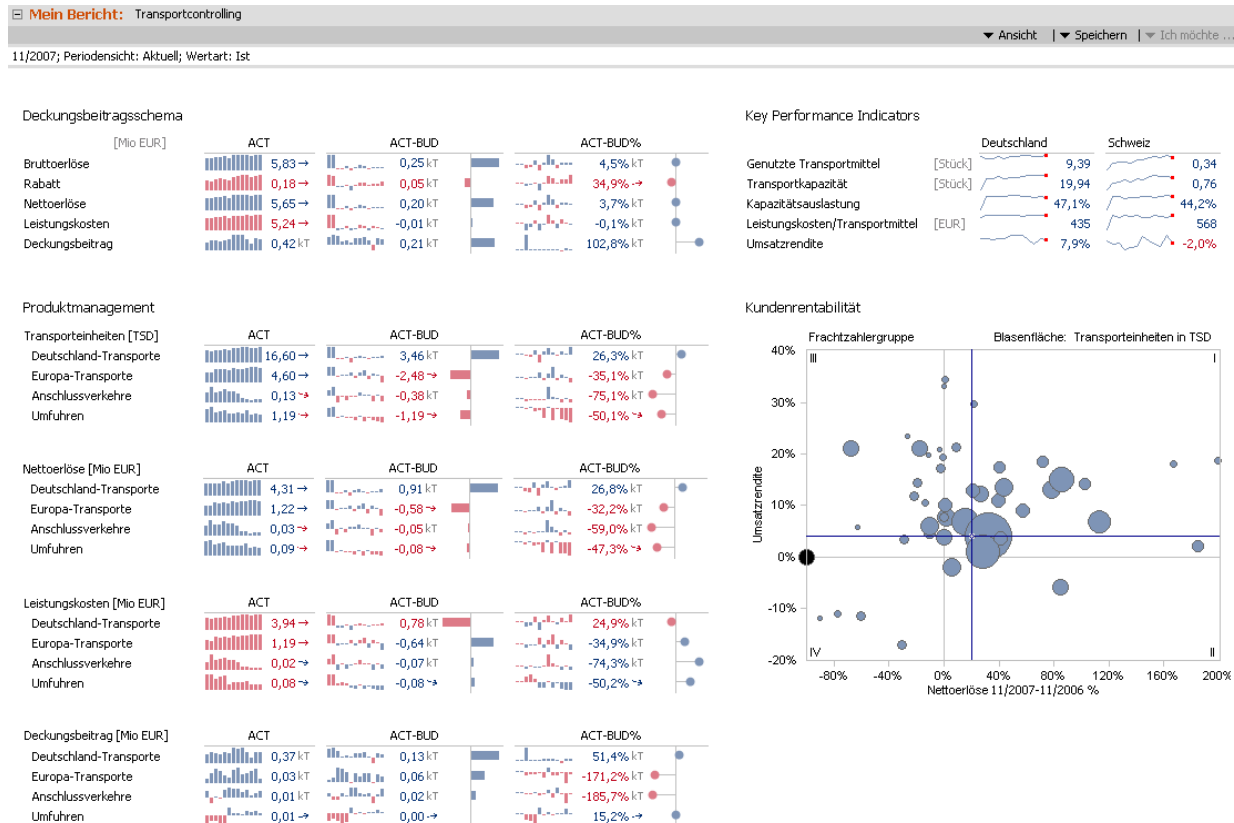 Mein Bericht: Transportcontrolling
Ansicht | Speichern | Ich möchte ...
11/2007; Periodensicht: Aktuell; Wertart: Ist
Deckungsbeitragsschema
[Mio EUR] ACT ACT-BUD ACT-BUD%
Bruttoerlöse 5,83→ 0,25 kT 4,5% kT
Rabatt 0,18→ 0,05 kT 34,9% →
Nettoerlöse 5,65→ 0,20 kT 3,7% kT
Leistungskosten 5,24→ -0,01 kT -0,1% kT
Deckungsbeitrag 0,42 kT 0,21 kT 102,8% kT
Key Performance Indicators
Deutschland Schweiz
Genutzte Transportmittel [Stück] 9,39 0,34
Transportkapazität [Stück] 19,94 0,76
Kapazitätsauslastung 47,1% 44,2%
Leistungskosten/Transportmittel [EUR] 435 568
Umsatzrendite 7,9% -2,0%
Produktmanagement
Transporteinheiten [TSD] ACT ACT-BUD ACT-BUD%
Deutschland-Transporte 16,60→ 3,46 kT 26,3% kT
Europa-Transporte 4,60→ -2,48→ -35,1% kT
Anschlussverkehre 0,13→ -0,38 kT -75,1% kT
Umfuhren 1,19→ -1,19→ -50,1% →
Nettoerlöse [Mio EUR] ACT ACT-BUD ACT-BUD%
Deutschland-Transporte 4,31→ 0,91 kT 26,8% kT
Europa-Transporte 1,22→ -0,58→ -32,2% kT
Anschlussverkehre 0,03→ -0,05 kT -59,0% kT
Umfuhren 0,09→ -0,08→ -47,3% →
Leistungskosten [Mio EUR] ACT ACT-BUD ACT-BUD%
Deutschland-Transporte 3,94→ 0,78 kT 24,9% kT
Europa-Transporte 1,19→ -0,64 kT -34,9% kT
Anschlussverkehre 0,02→ -0,07 kT -74,3% kT
Umfuhren 0,08→ -0,08→ -50,2% →
Deckungsbeitrag [Mio EUR] ACT ACT-BUD ACT-BUD%
Deutschland-Transporte 0,37 kT 0,13 kT 51,4% kT
Europa-Transporte 0,03 kT 0,06 kT -171,2% kT
Anschlussverkehre 0,01 kT 0,02 kT -185,7% kT
Umfuhren 0,01→ 0,00→ 15,2% →
Kundenrentabilität
Frachtzahlergruppe Blasenfläche: Transporteinheiten in TSD
40% III I
30%
20%
10%
0%
-10%
-20% IV II
Umsatzrendite
-80% -40% 0% 40% 80% 120% 160% 200%
Nettoerlöse 11/2007-11/2006 %